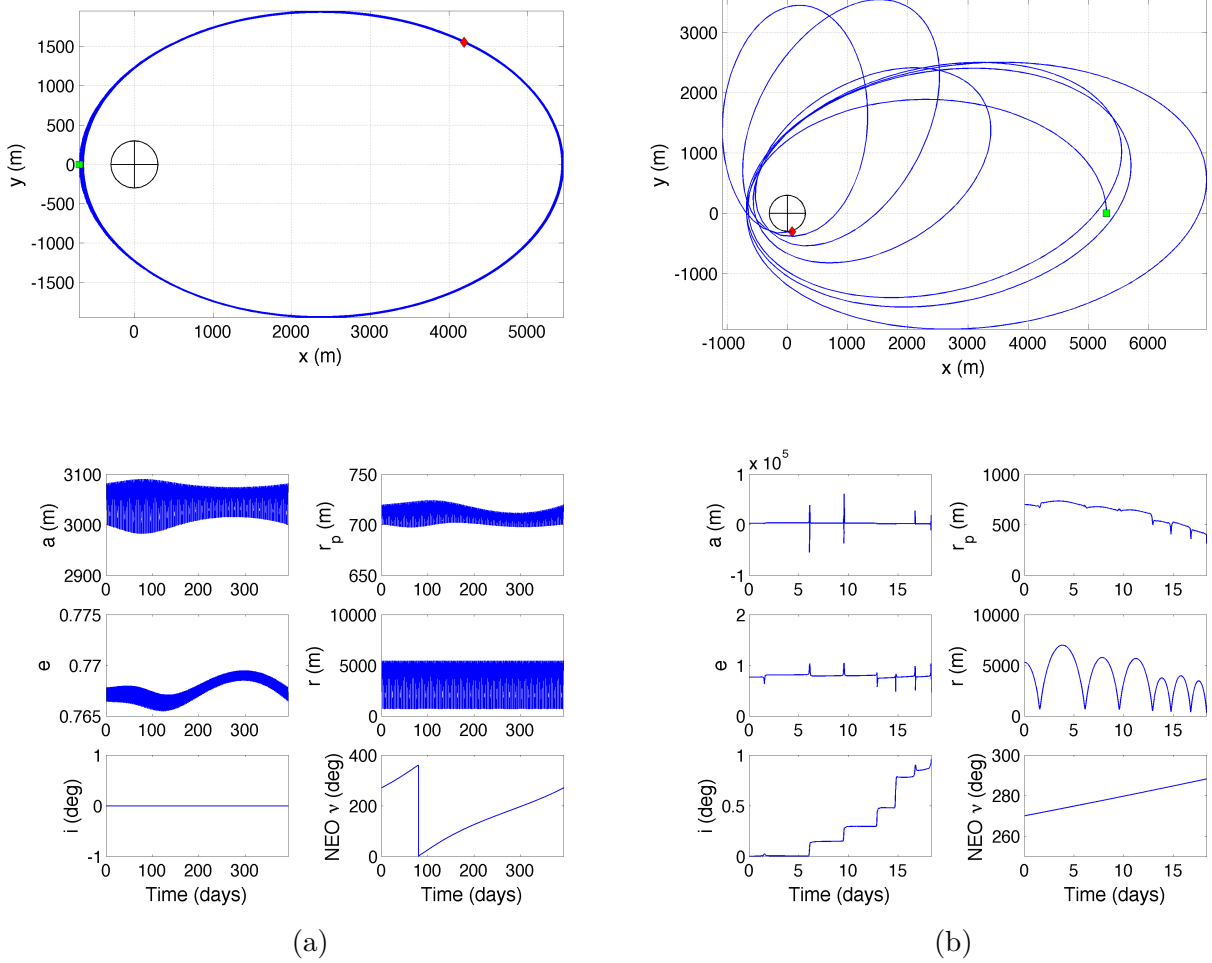 1500
1000
500
0
-500
-1000
-1500
y (m)
0 1000 2000 3000 4000 5000
x (m)
3000
2000
1000
0
-1000
y (m)
-1000 0 1000 2000 3000 4000 5000 6000
x (m)
3100
3000
2900
a (m)
0 100 200 300
750
700
650
r_p (m)
0 100 200 300
0.775
0.77
0.765
e
0 100 200 300
10000
5000
0
r (m)
0 100 200 300
1
0
-1
i (deg)
0 100 200 300
Time (days)
400
200
0
NEO ν (deg)
0 100 200 300
Time (days)
x 10^5
1
0
-1
a (m)
0 5 10 15
1000
500
0
r_p (m)
0 5 10 15
2
1
0
e
0 5 10 15
10000
5000
0
r (m)
0 5 10 15
1
0.5
0
i (deg)
0 5 10 15
Time (days)
300
280
260
NEO ν (deg)
0 5 10 15
Time (days)
(a)
(b)